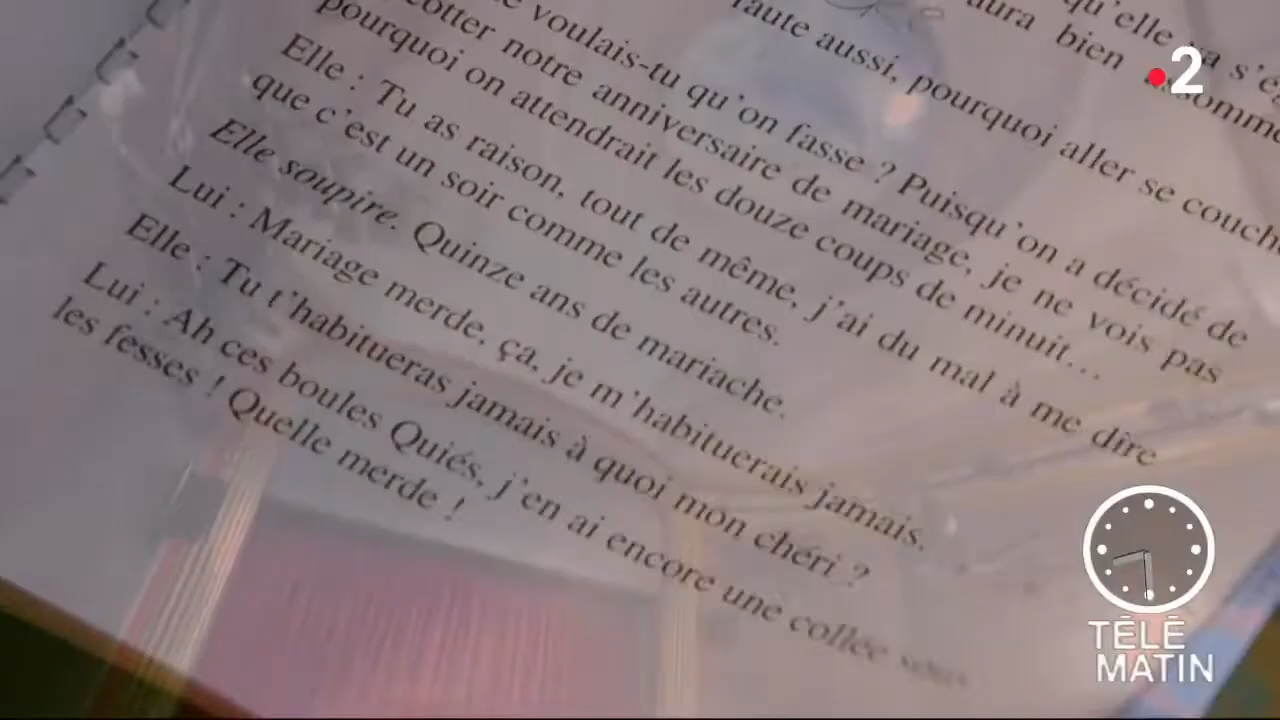 qu'elle va s'é
aura bien
faute aussi, pourquoi aller se couch
voulais-tu qu'on fasse ? Puisqu'on a décidé de
notre anniversaire de mariage, je ne vois pas
pourquoi on attendrait les douze coups de minuit...
Elle : Tu as raison, tout de même, j'ai du mal à me dire
que c'est un soir comme les autres.
Elle soupire. Quinze ans de mariache.
Lui : Mariage merde, ça, je m'habituerais jamais.
Elle : Tu t'habitueras jamais à quoi mon chéri ?
Lui : Ah ces boules Quiés, j'en ai encore une collée sous
les fesses ! Quelle merde !
2
TÉLÉ
MATIN